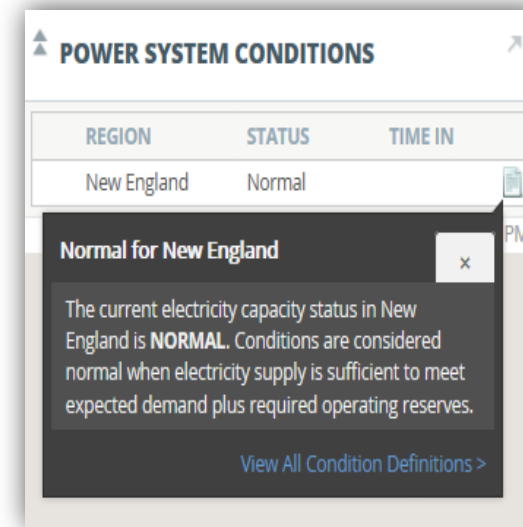 POWER SYSTEM CONDITIONS
REGION STATUS TIME IN
New England Normal
PM
Normal for New England
×
The current electricity capacity status in New
England is NORMAL. Conditions are considered
normal when electricity supply is sufficient to meet
expected demand plus required operating reserves.
View All Condition Definitions >